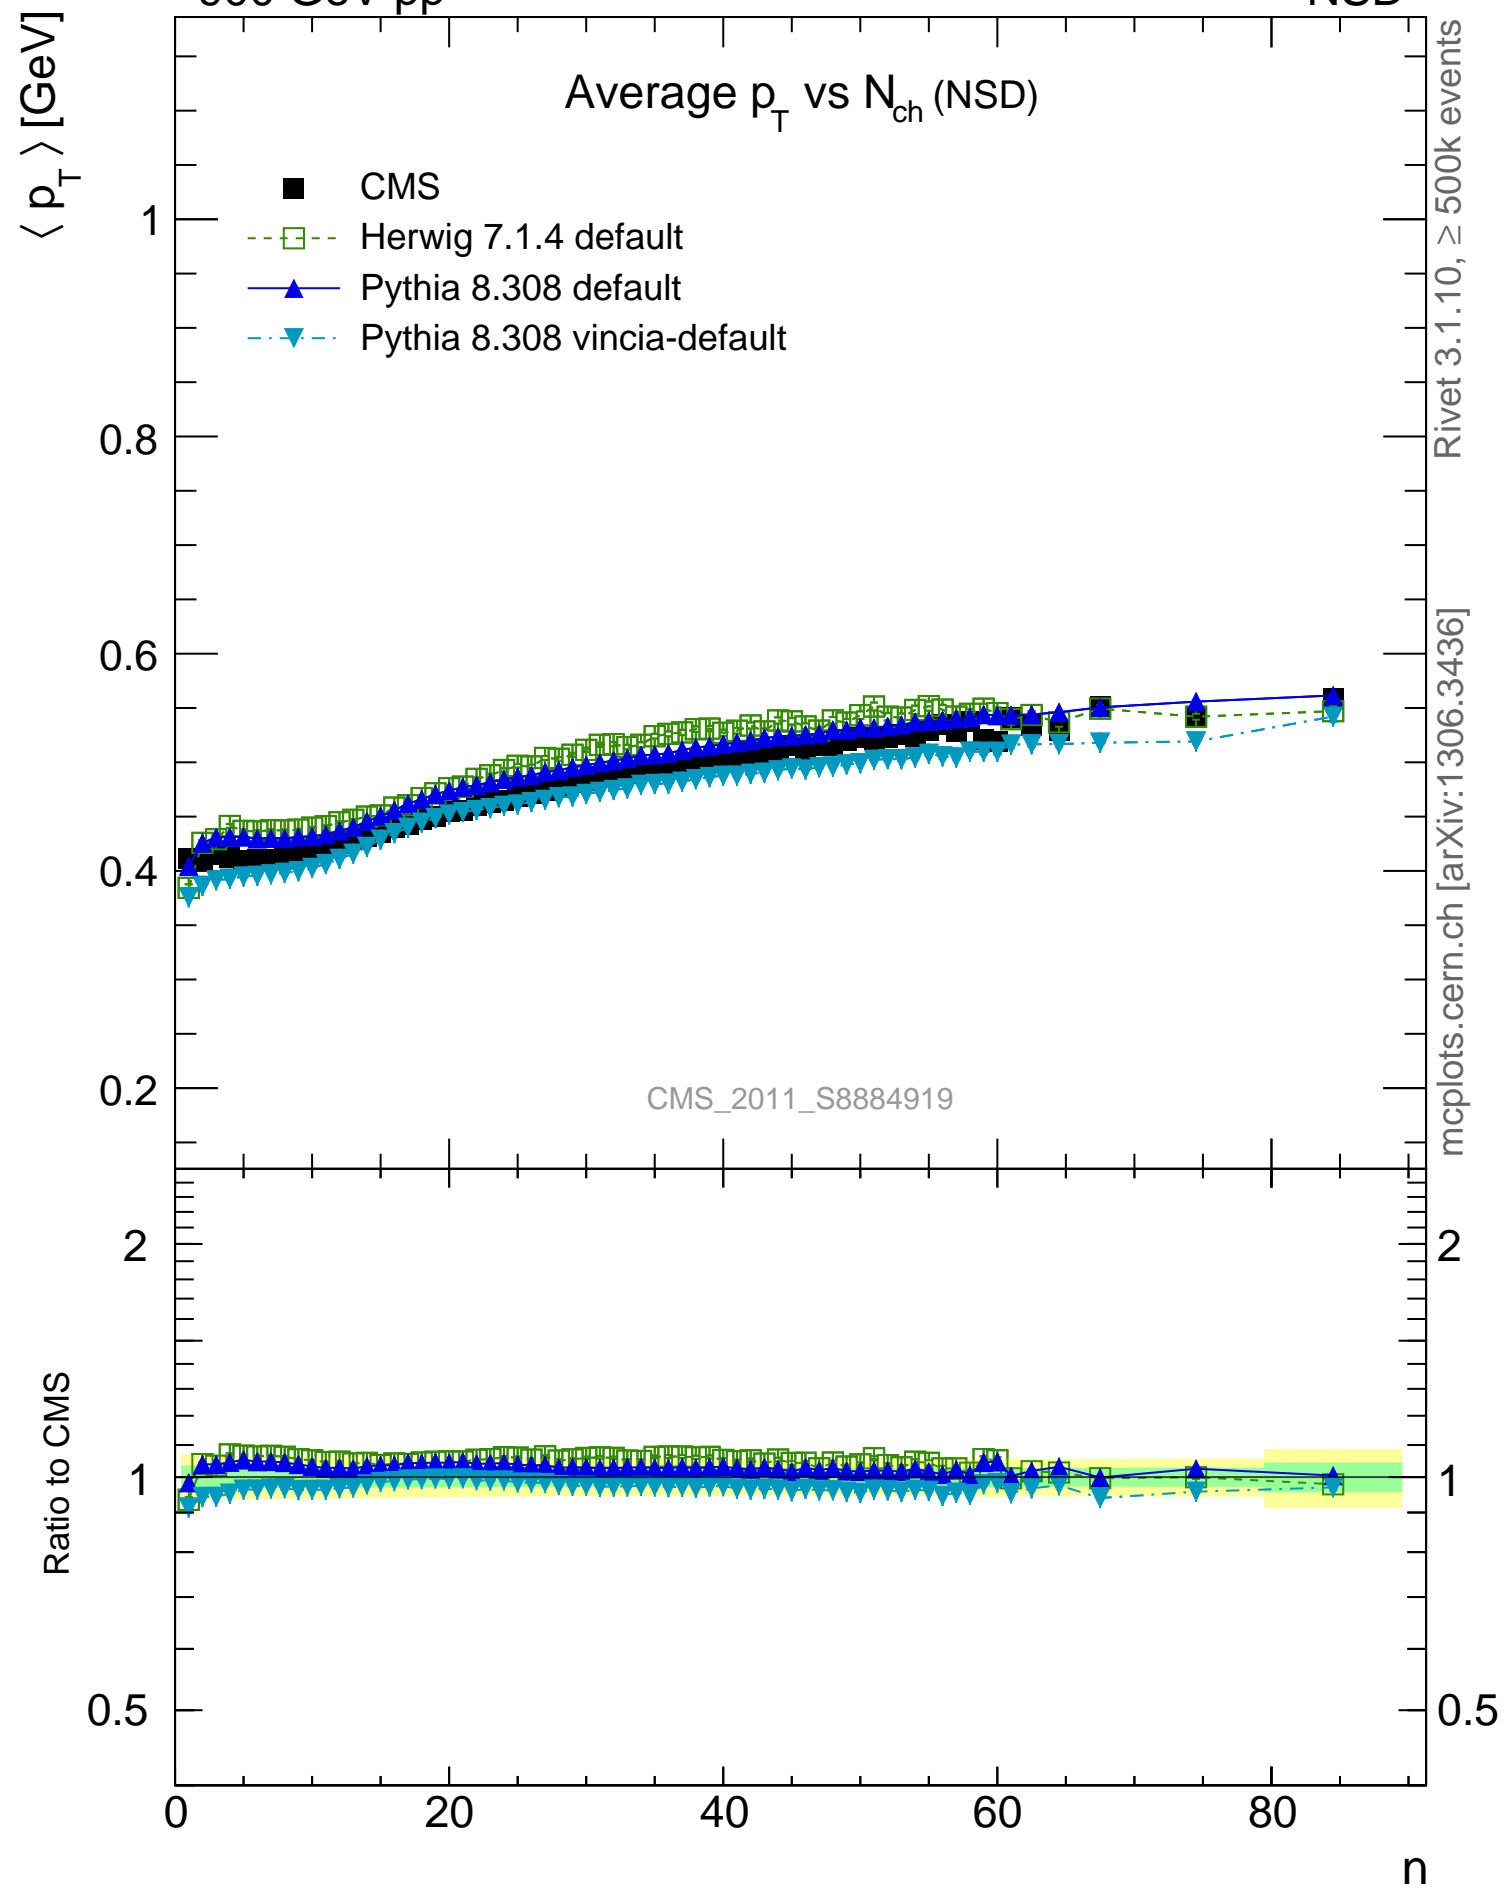 GeV pp
NSD
⟨ p_T ⟩ [GeV]
Average p_T vs N_ch (NSD)
CMS
Herwig 7.1.4 default
Pythia 8.308 default
Pythia 8.308 vincia-default
1
0.8
0.6
0.4
0.2
CMS_2011_S8884919
Rivet 3.1.10, ≥ 500k events
mcplots.cern.ch [arXiv:1306.3436]
Ratio to CMS
2
1
0.5
2
1
0.5
0
20
40
60
80
n